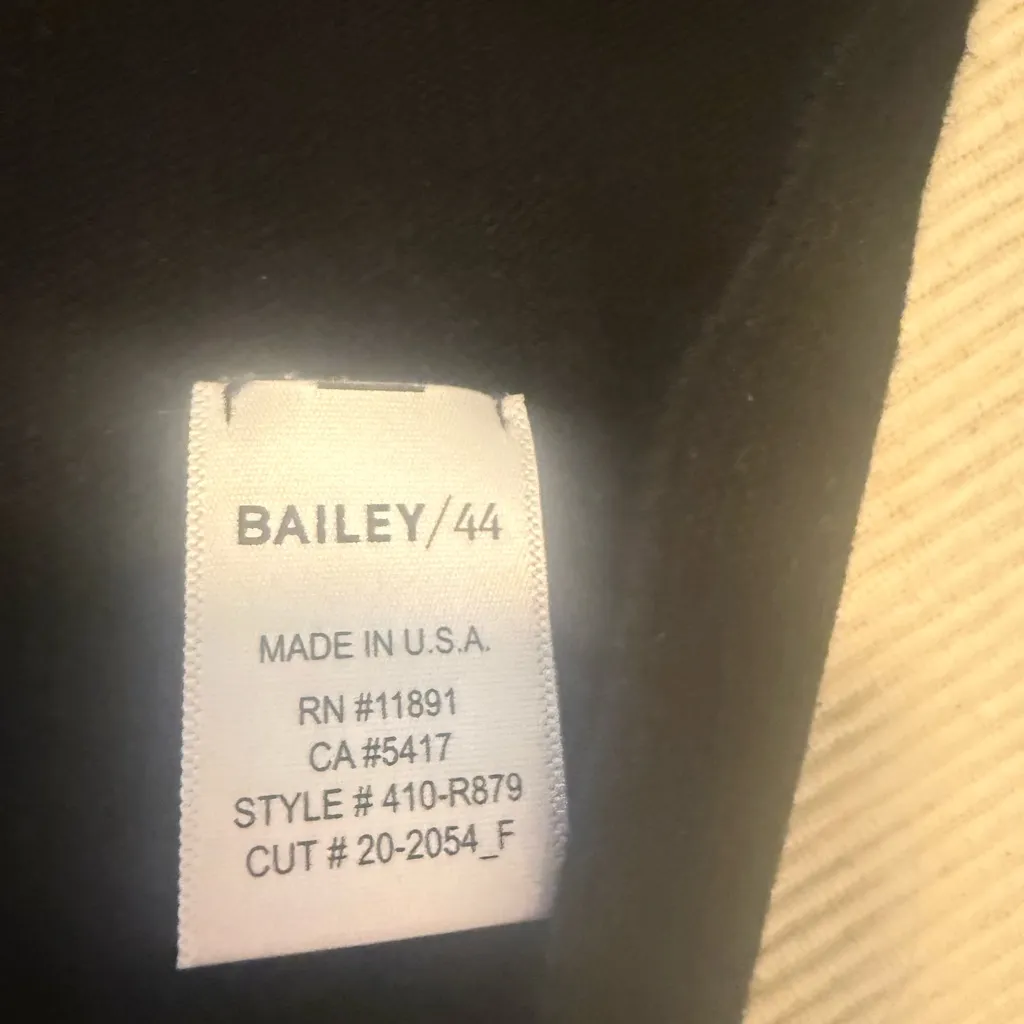 BAILEY/44
MADE IN U.S.A.
RN #11891
CA #5417
STYLE # 410-R879
CUT # 20-2054_F